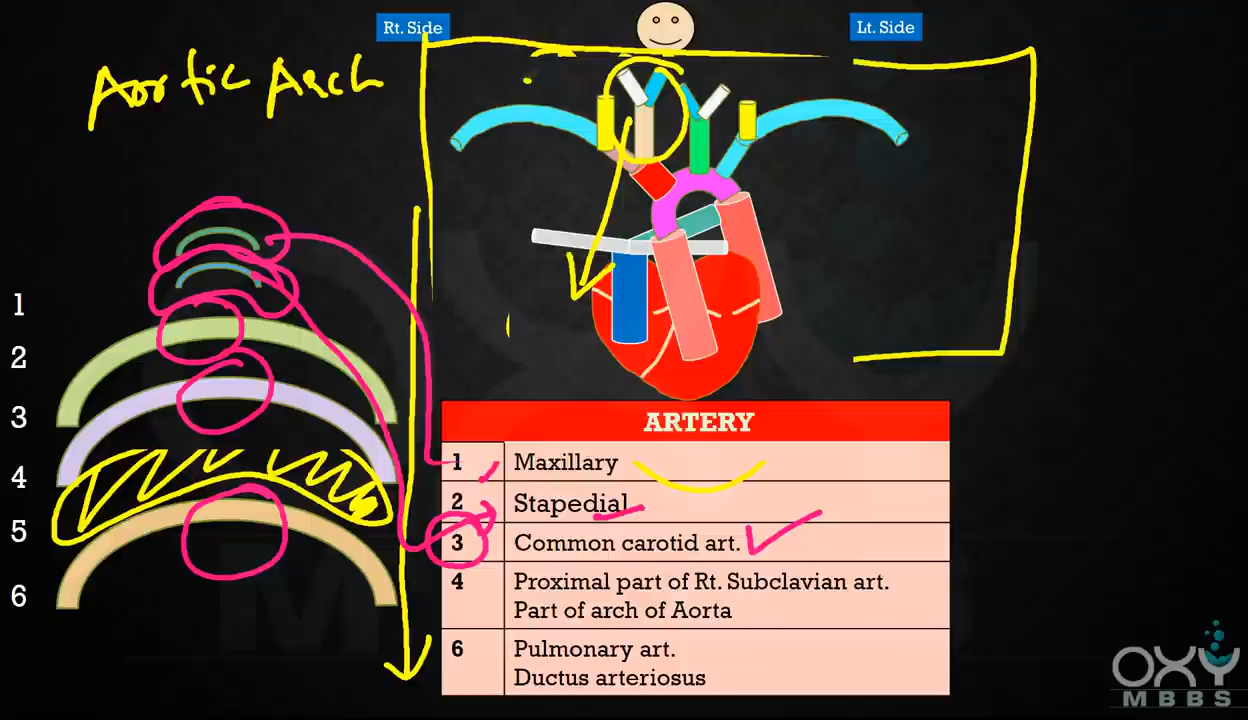 Rt. Side
Lt. Side
Aortic Arch
1
2
3
4
5
6
ARTERY
1 Maxillary
2 Stapedial
3 Common carotid art.
4 Proximal part of Rt. Subclavian art.
Part of arch of Aorta
6 Pulmonary art.
Ductus arteriosus
OXY
MBBS